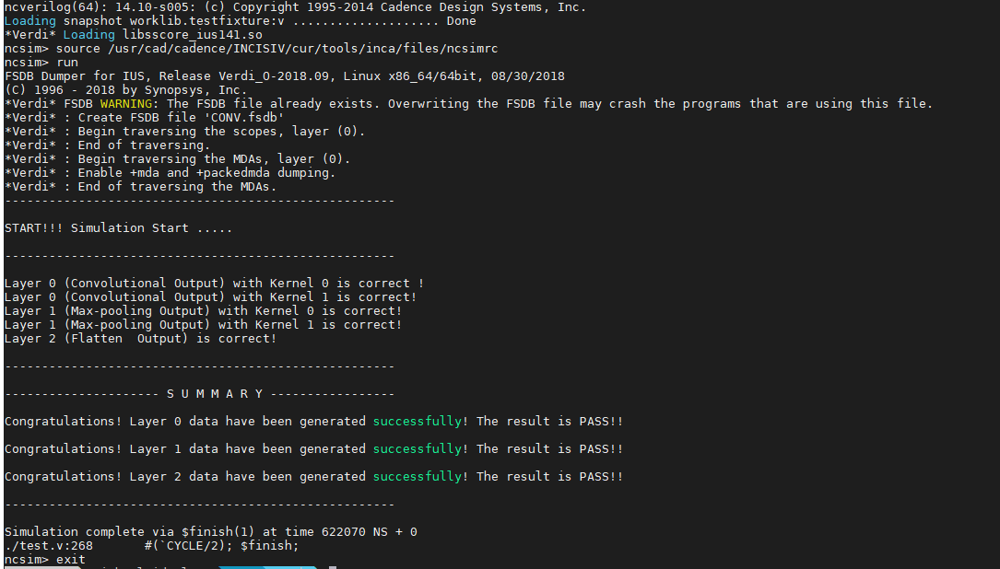 ncverilog(64): 14.10-s005: (c) Copyright 1995-2014 Cadence Design Systems, Inc.
Loading snapshot worklib.testfixture:v .................... Done
*Verdi* Loading libsscore_ius141.so
ncsim> source /usr/cad/cadence/INCISIV/cur/tools/inca/files/ncsimrc
ncsim> run
FSDB Dumper for IUS, Release Verdi_O-2018.09, Linux x86_64/64bit, 08/30/2018
(C) 1996 - 2018 by Synopsys, Inc.
*Verdi* FSDB WARNING: The FSDB file already exists. Overwriting the FSDB file may crash the programs that are using this file.
*Verdi* : Create FSDB file 'CONV.fsdb'
*Verdi* : Begin traversing the scopes, layer (0).
*Verdi* : End of traversing.
*Verdi* : Begin traversing the MDAs, layer (0).
*Verdi* : Enable +mda and +packedmda dumping.
*Verdi* : End of traversing the MDAs.
-----------------------------------------------------
START!!! Simulation Start .....
-----------------------------------------------------
Layer 0 (Convolutional Output) with Kernel 0 is correct !
Layer 0 (Convolutional Output) with Kernel 1 is correct!
Layer 1 (Max-pooling Output) with Kernel 0 is correct!
Layer 1 (Max-pooling Output) with Kernel 1 is correct!
Layer 2 (Flatten  Output) is correct!
-----------------------------------------------------
--------------------- S U M M A R Y -----------------
Congratulations! Layer 0 data have been generated successfully! The result is PASS!!
Congratulations! Layer 1 data have been generated successfully! The result is PASS!!
Congratulations! Layer 2 data have been generated successfully! The result is PASS!!
-----------------------------------------------------
Simulation complete via $finish(1) at time 622070 NS + 0
./test.v:268       #(`CYCLE/2); $finish;
ncsim> exit